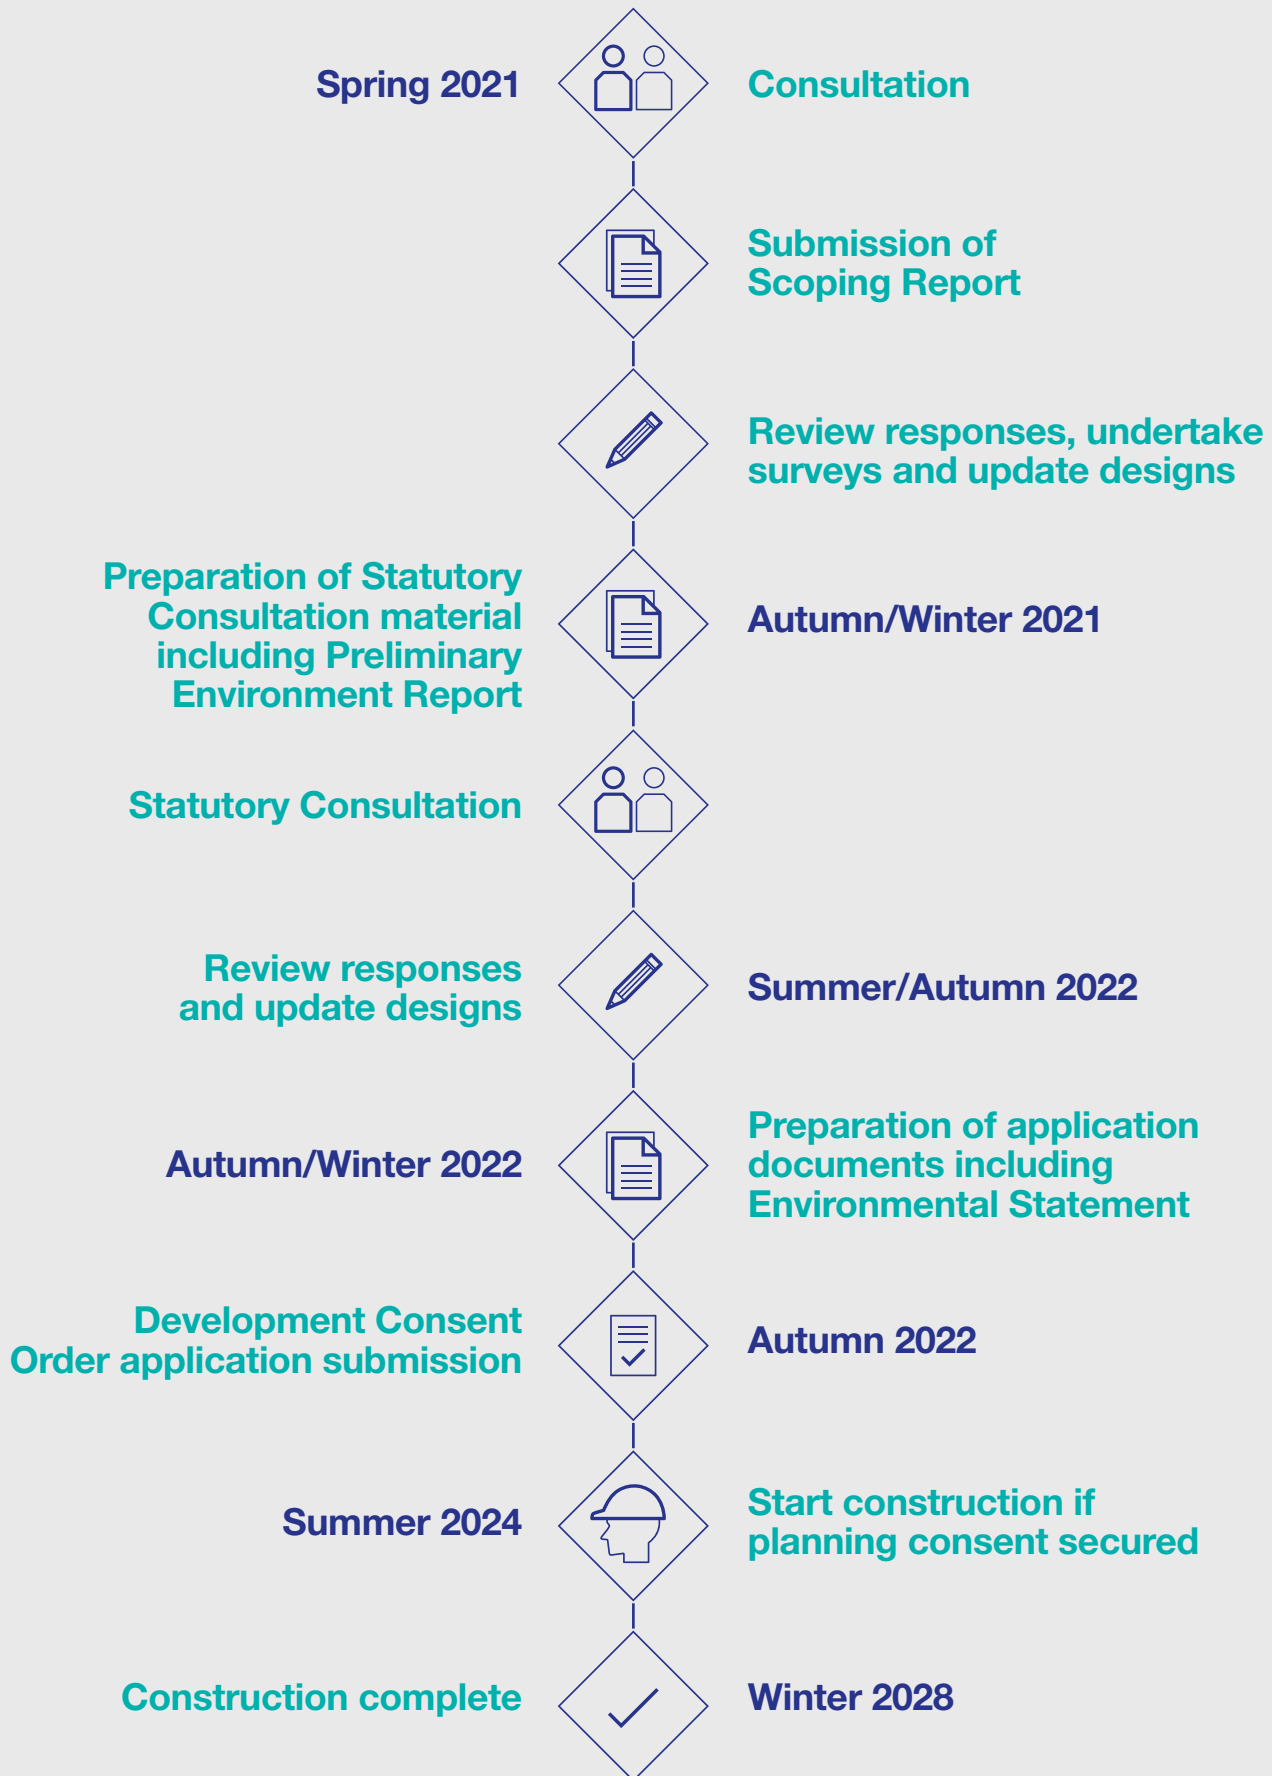 Spring 2021
Consultation
Submission of
Scoping Report
Review responses, undertake
surveys and update designs
Preparation of Statutory
Consultation material
including Preliminary
Environment Report
Autumn/Winter 2021
Statutory Consultation
Review responses
and update designs
Summer/Autumn 2022
Autumn/Winter 2022
Preparation of application
documents including
Environmental Statement
Development Consent
Order application submission
Autumn 2022
Summer 2024
Start construction if
planning consent secured
Construction complete
Winter 2028